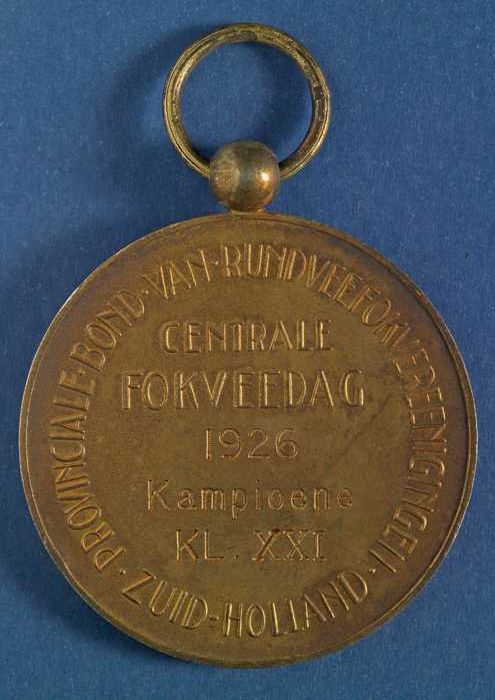 PROVINCIALE·BOND·VAN·RUNDVEEFOKVEREENIGINGEN·
ZUID-HOLLAND·
CENTRALE
FOKVEEDAG
1926
Kampioene
KL. XXI